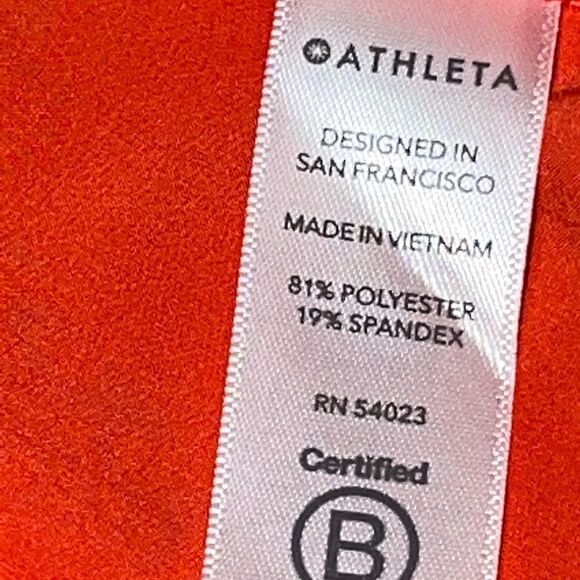 ATHLETA
DESIGNED IN
SAN FRANCISCO
MADE IN VIETNAM
81% POLYESTER
19% SPANDEX
RN 54023
Certified
B